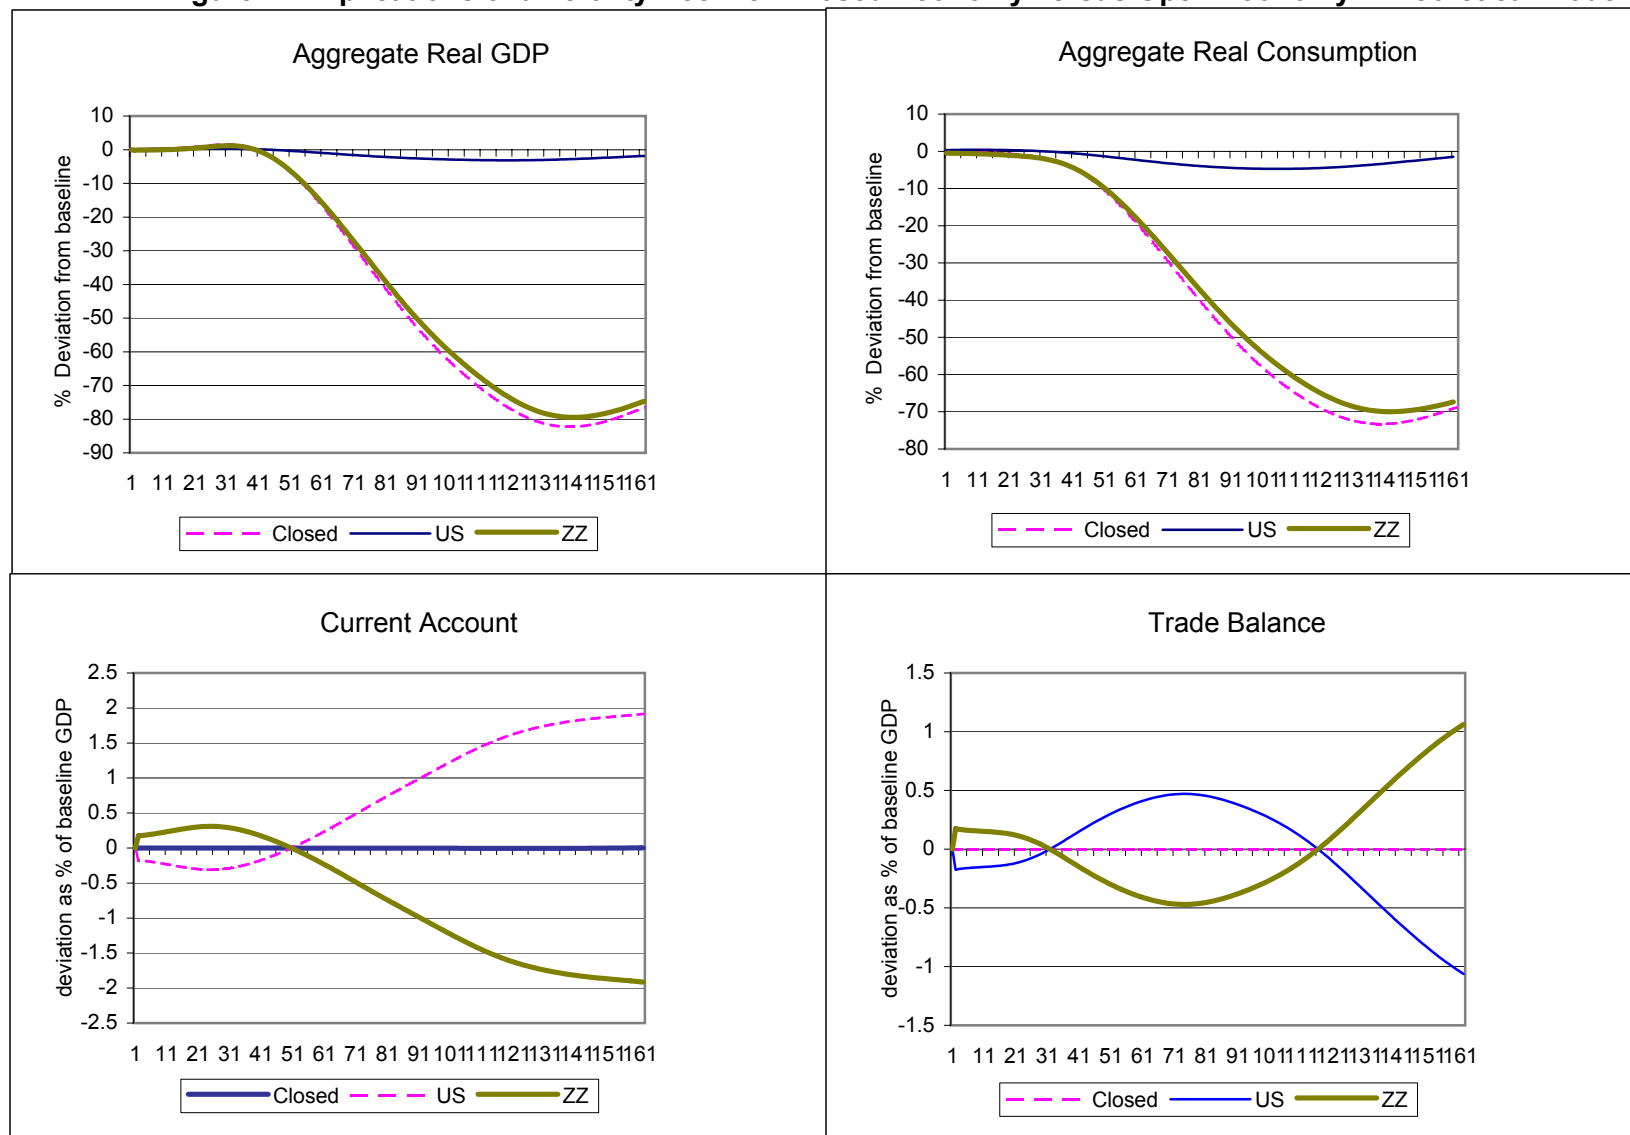 Aggregate Real GDP
% Deviation from baseline
10
0
-10
-20
-30
-40
-50
-60
-70
-80
-90
1 11 21 31 41 51 61 71 81 91 101 111 121 131 141 151 161
Closed US ZZ
Aggregate Real Consumption
% Deviation from baseline
10
0
-10
-20
-30
-40
-50
-60
-70
-80
1 11 21 31 41 51 61 71 81 91 101 111 121 131 141 151 161
Closed US ZZ
Current Account
deviation as % of baseline GDP
2.5
2
1.5
1
0.5
0
-0.5
-1
-1.5
-2
-2.5
1 11 21 31 41 51 61 71 81 91 101 111 121 131 141 151 161
Closed US ZZ
Trade Balance
deviation as % of baseline GDP
1.5
1
0.5
0
-0.5
-1
-1.5
1 11 21 31 41 51 61 71 81 91 101 111 121 131 141 151 161
Closed US ZZ